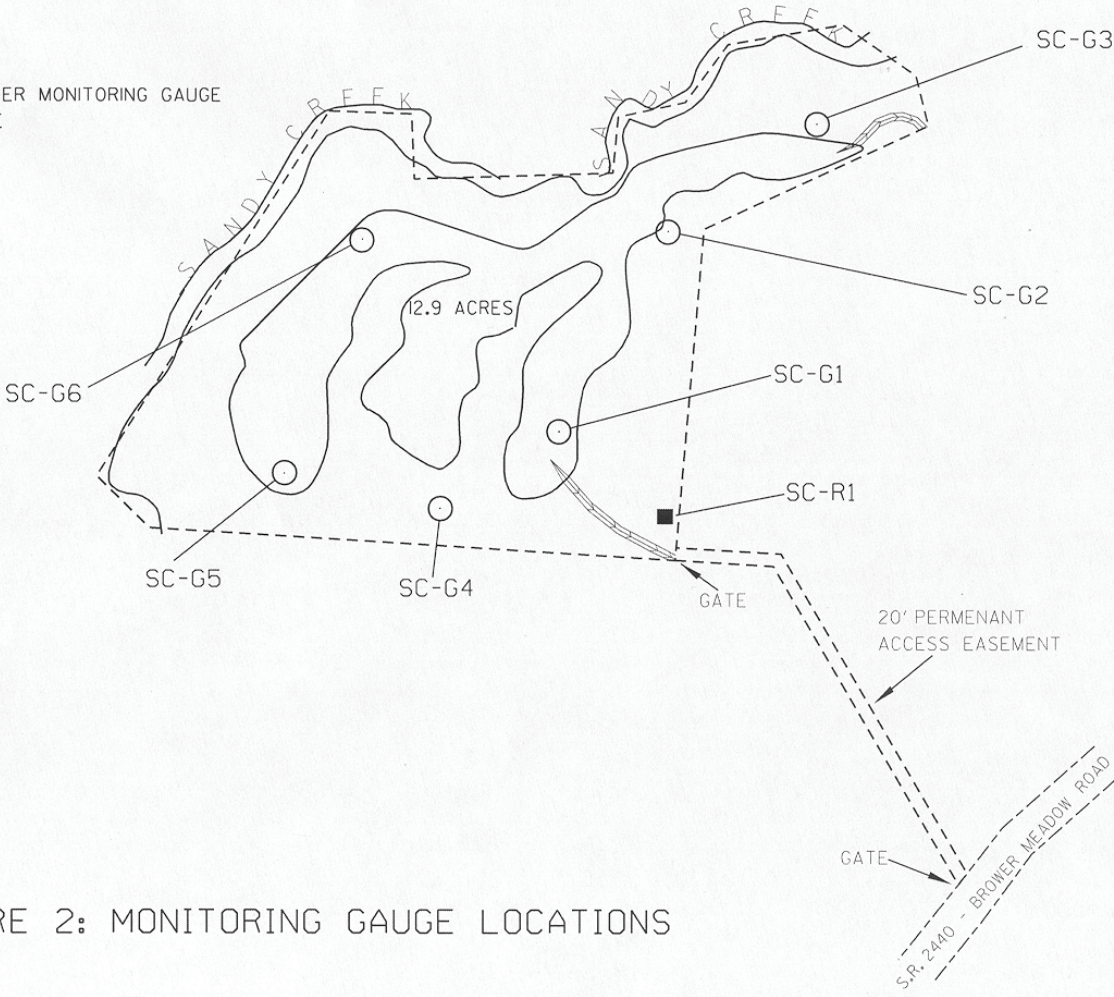 SANDY CREEK
SC-G3
ER MONITORING GAUGE
SANDY CREEK
SC-G2
12.9 ACRES
SC-G1
SC-G6
SC-R1
SC-G5
SC-G4
GATE
20' PERMENANT
ACCESS EASEMENT
GATE
S.R. 2440 - BROWER MEADOW ROAD
RE 2: MONITORING GAUGE LOCATIONS